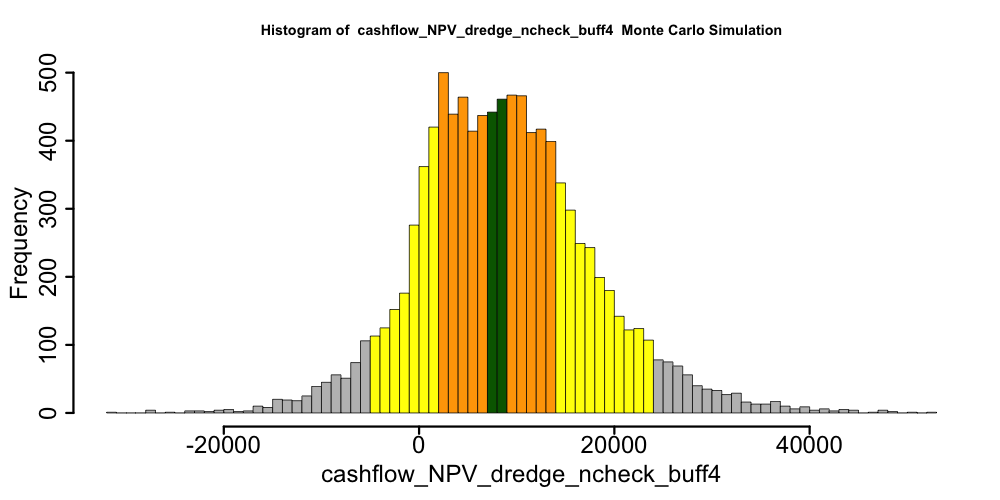 Histogram of cashflow_NPV_dredge_ncheck_buff4 Monte Carlo Simulation
500
400
300
200
100
0
Frequency
-20000 0 20000 40000
cashflow_NPV_dredge_ncheck_buff4